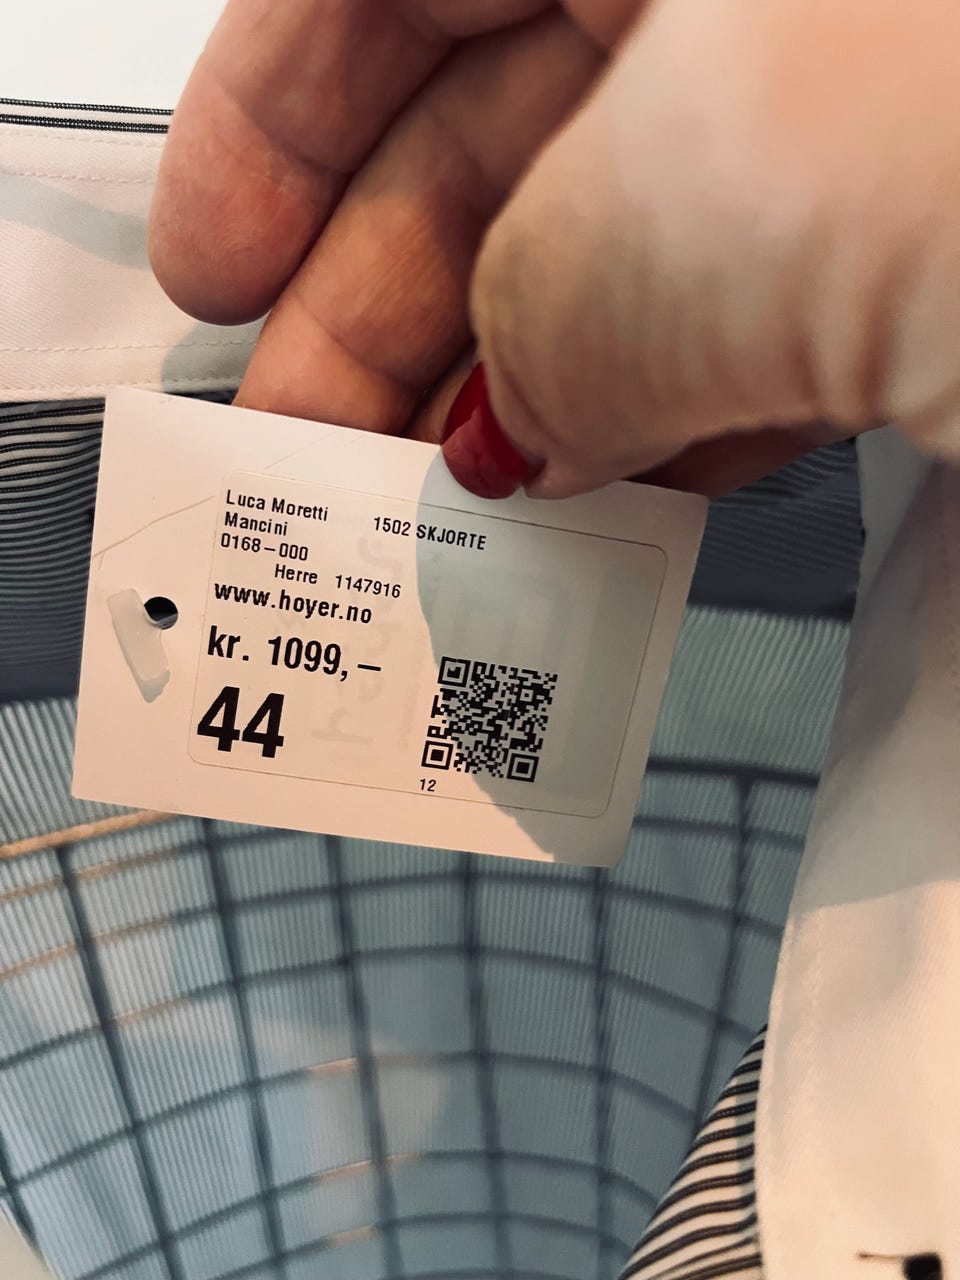 Luca Moretti
Mancini 1502 SKJORTE
0168-000
Herre 1147916
www.hoyer.no
kr. 1099,-
44
12